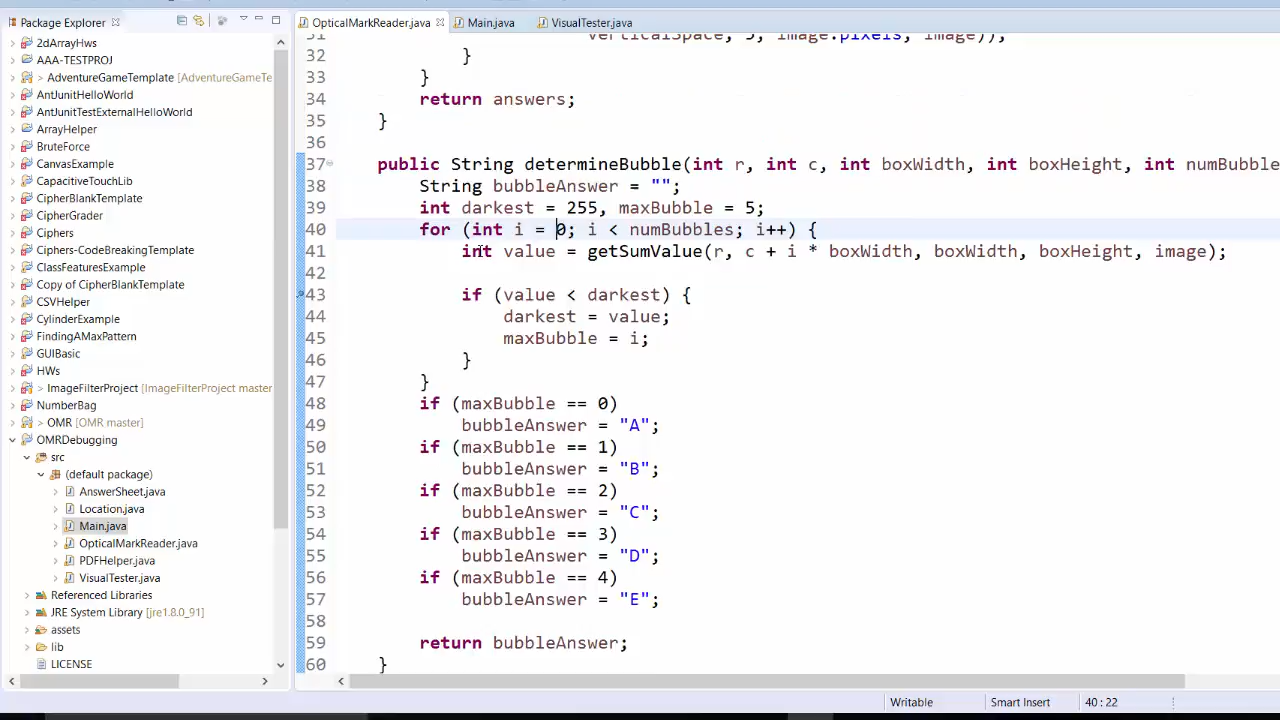 Package Explorer
2dArrayHws
AAA-TESTPROJ
> AdventureGameTemplate [AdventureGameTe
AntUnitHelloWorld
AntUnitTestExternalHelloWorld
ArrayHelper
BruteForce
CanvasExample
CapacitiveTouchLib
CipherBlankTemplate
CipherGrader
Ciphers
Ciphers-CodeBreakingTemplate
ClassFeaturesExample
Copy of CipherBlankTemplate
CSVHelper
CylinderExample
FindingAMaxPattern
GUIBasic
HWs
> ImageFilterProject [ImageFilterProject master
NumberBag
> OMR [OMR master]
OMRDebugging
src
(default package)
AnswerSheet.java
Location.java
Main.java
OpticalMarkReader.java
PDFHelper.java
VisualTester.java
Referenced Libraries
JRE System Library [jre1.8.0_91]
assets
lib
LICENSE
OpticalMarkReader.java Main.java VisualTester.java
31 verticalSpace, 5, image.pixels, image));
32 }
33 }
34 return answers;
35 }
36
37 public String determineBubble(int r, int c, int boxWidth, int boxHeight, int numBubble
38 String bubbleAnswer = "";
39 int darkest = 255, maxBubble = 5;
40 for (int i = 0; i < numBubbles; i++) {
41 int value = getSumValue(r, c + i * boxWidth, boxWidth, boxHeight, image);
42
43 if (value < darkest) {
44 darkest = value;
45 maxBubble = i;
46 }
47 }
48 if (maxBubble == 0)
49 bubbleAnswer = "A";
50 if (maxBubble == 1)
51 bubbleAnswer = "B";
52 if (maxBubble == 2)
53 bubbleAnswer = "C";
54 if (maxBubble == 3)
55 bubbleAnswer = "D";
56 if (maxBubble == 4)
57 bubbleAnswer = "E";
58
59 return bubbleAnswer;
60 }
Writable Smart Insert 40 : 22